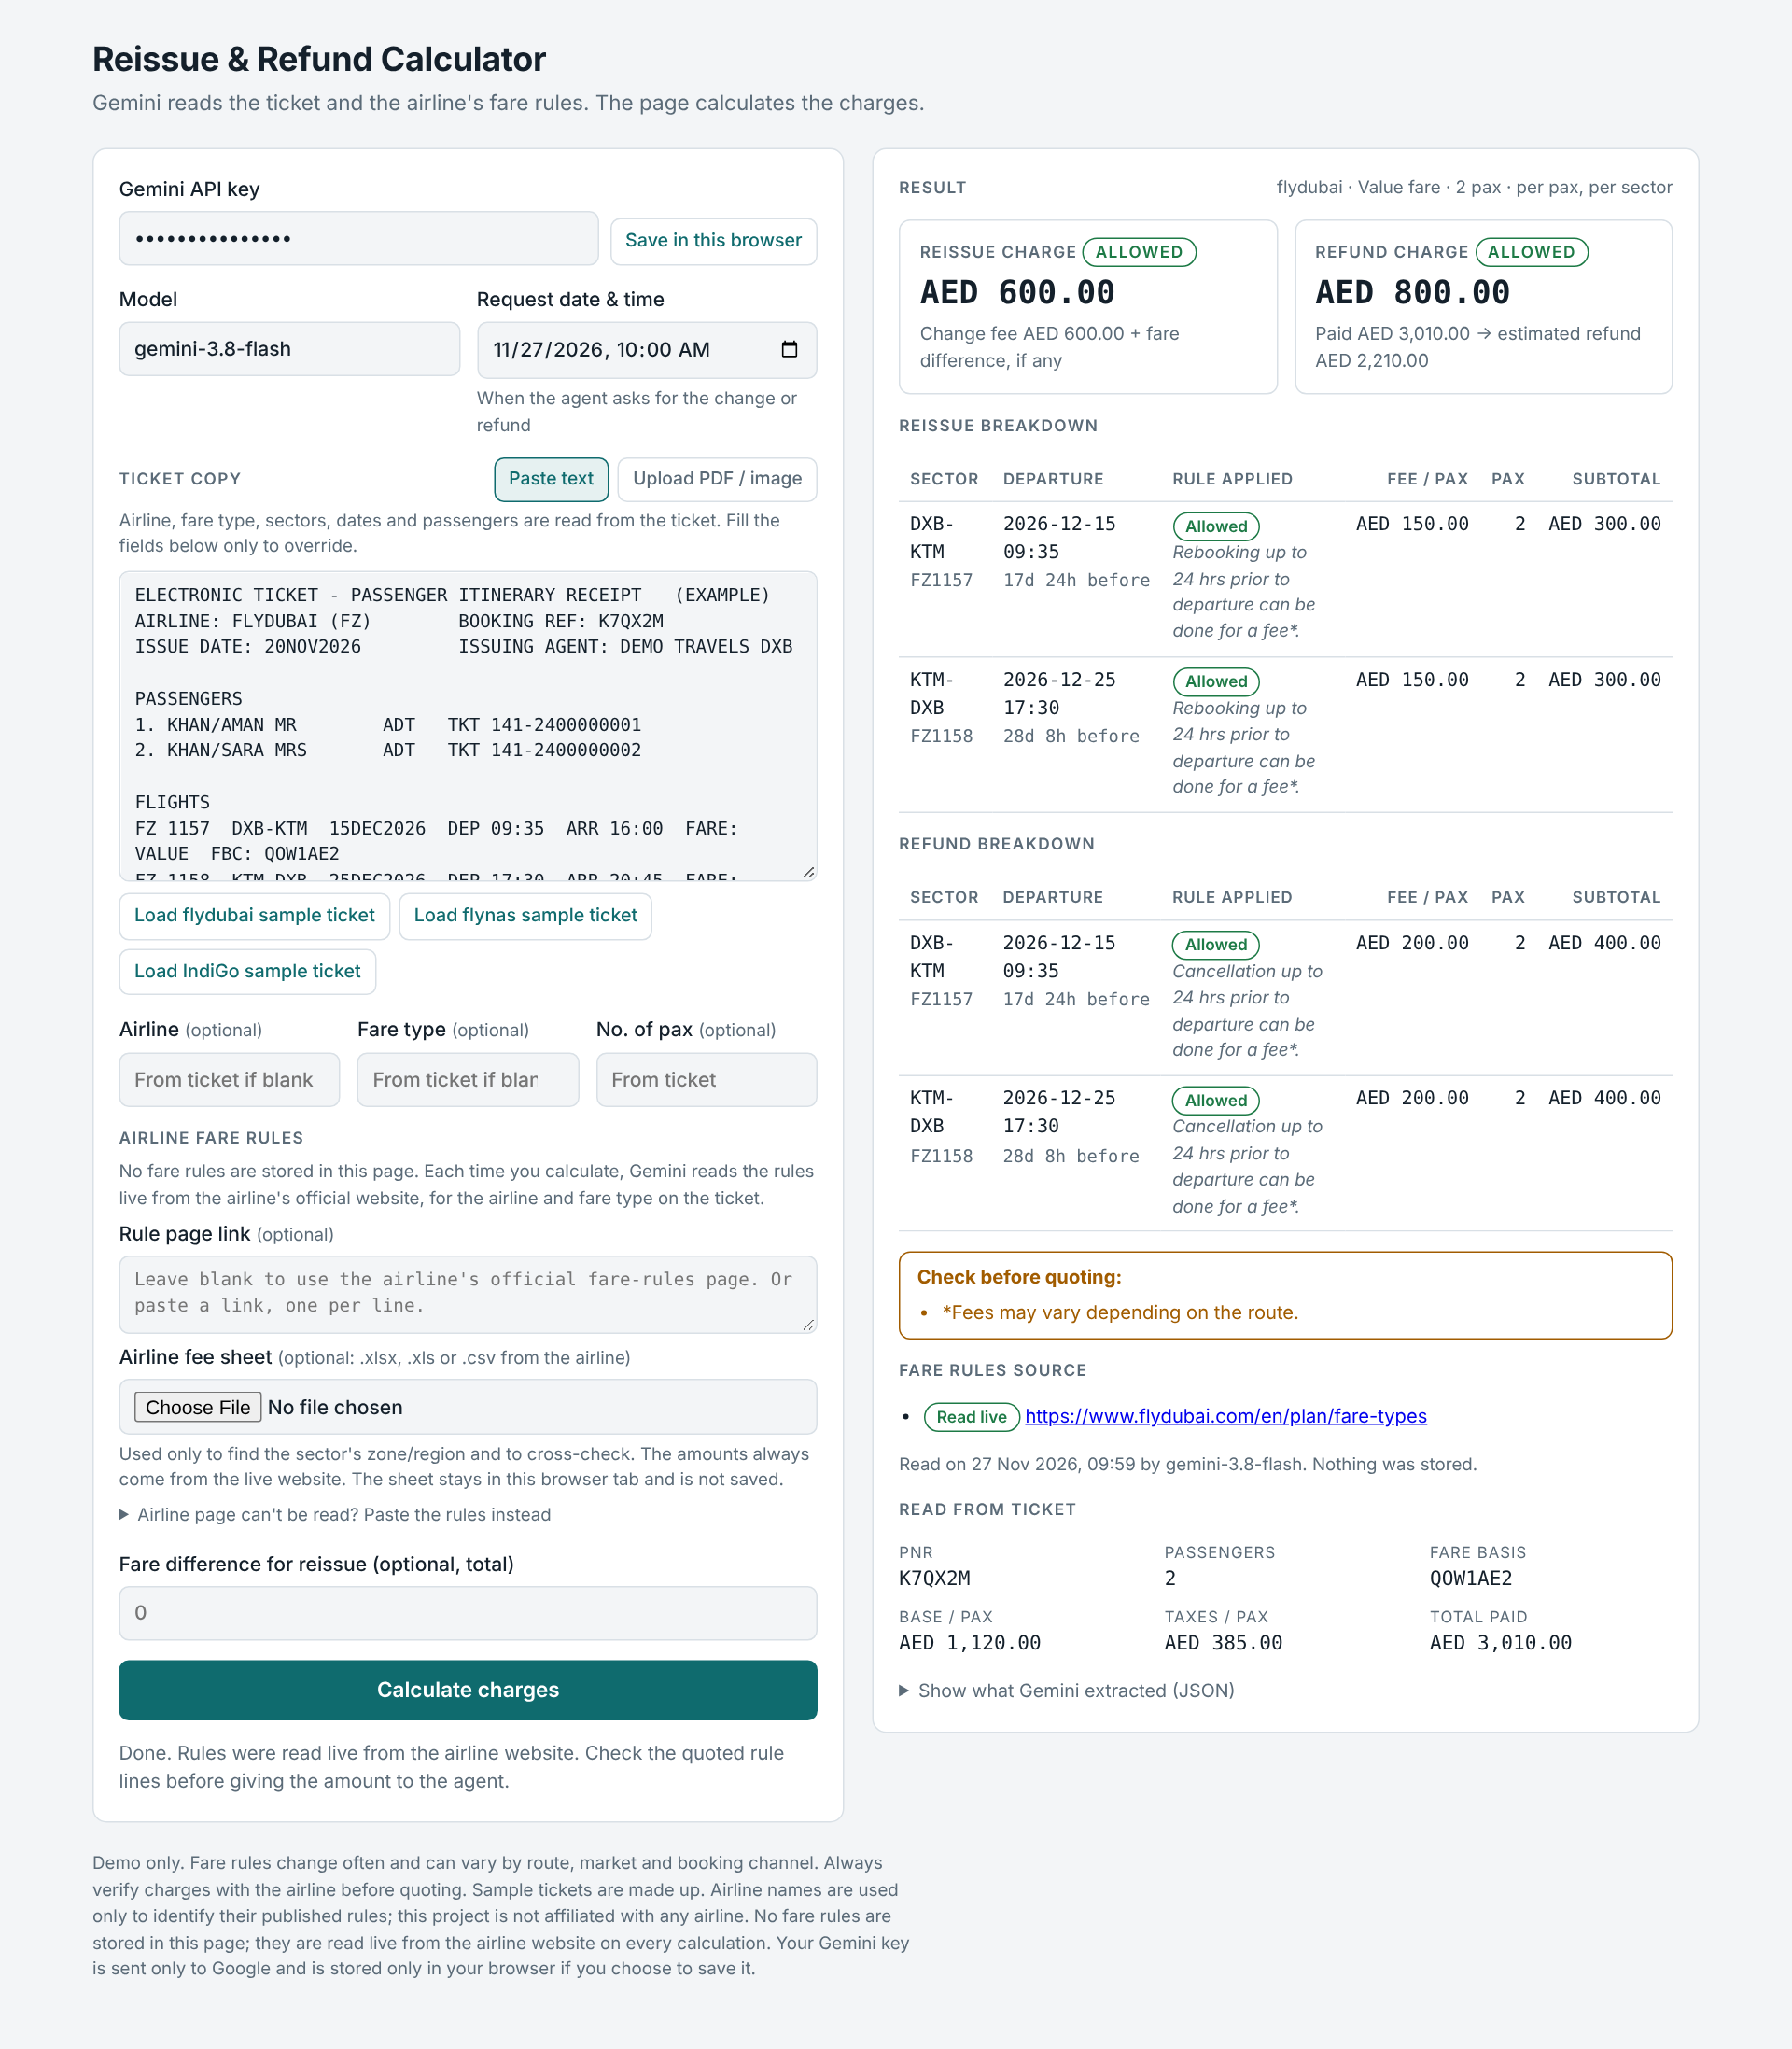 Reissue & Refund Calculator
Gemini reads the ticket and the airline's fare rules. The page calculates the charges.
Gemini API key
•••••••••••••••
Save in this browser
Model
Request date & time
gemini-3.8-flash
11/27/2026, 10:00 AM
When the agent asks for the change or
refund
TICKET COPY
Paste text
Upload PDF / image
Airline, fare type, sectors, dates and passengers are read from the ticket. Fill the
fields below only to override.
ELECTRONIC TICKET - PASSENGER ITINERARY RECEIPT   (EXAMPLE)
AIRLINE: FLYDUBAI (FZ)        BOOKING REF: K7QX2M
ISSUE DATE: 20NOV2026         ISSUING AGENT: DEMO TRAVELS DXB
PASSENGERS
1. KHAN/AMAN MR        ADT   TKT 141-2400000001
2. KHAN/SARA MRS       ADT   TKT 141-2400000002
FLIGHTS
FZ 1157  DXB-KTM  15DEC2026  DEP 09:35  ARR 16:00  FARE:
VALUE  FBC: QOW1AE2
FZ 1158  KTM-DXB  25DEC2026  DEP 17:30  ARR 20:45  FARE:
Load flydubai sample ticket
Load flynas sample ticket
Load IndiGo sample ticket
Airline (optional)
Fare type (optional)
No. of pax (optional)
From ticket if blank
From ticket if blar
From ticket
AIRLINE FARE RULES
No fare rules are stored in this page. Each time you calculate, Gemini reads the rules
live from the airline's official website, for the airline and fare type on the ticket.
Rule page link (optional)
Leave blank to use the airline's official fare-rules page. Or
paste a link, one per line.
Airline fee sheet (optional: .xlsx, .xls or .csv from the airline)
Choose File No file chosen
Used only to find the sector's zone/region and to cross-check. The amounts always
come from the live website. The sheet stays in this browser tab and is not saved.
Airline page can't be read? Paste the rules instead
Fare difference for reissue (optional, total)
0
Calculate charges
Done. Rules were read live from the airline website. Check the quoted rule
lines before giving the amount to the agent.
RESULT
flydubai · Value fare · 2 pax · per pax, per sector
REISSUE CHARGE ALLOWED
AED 600.00
Change fee AED 600.00 + fare
difference, if any
REFUND CHARGE ALLOWED
AED 800.00
Paid AED 3,010.00 → estimated refund
AED 2,210.00
REISSUE BREAKDOWN
SECTOR DEPARTURE RULE APPLIED FEE / PAX PAX SUBTOTAL
DXB- 2026-12-15 Allowed AED 150.00 2 AED 300.00
KTM 09:35 Rebooking up to
FZ1157 17d 24h before 24 hrs prior to
departure can be
done for a fee*.
KTM- 2026-12-25 Allowed AED 150.00 2 AED 300.00
DXB 17:30 Rebooking up to
FZ1158 28d 8h before 24 hrs prior to
departure can be
done for a fee*.
REFUND BREAKDOWN
SECTOR DEPARTURE RULE APPLIED FEE / PAX PAX SUBTOTAL
DXB- 2026-12-15 Allowed AED 200.00 2 AED 400.00
KTM 09:35 Cancellation up to
FZ1157 17d 24h before 24 hrs prior to
departure can be
done for a fee*.
KTM- 2026-12-25 Allowed AED 200.00 2 AED 400.00
DXB 17:30 Cancellation up to
FZ1158 28d 8h before 24 hrs prior to
departure can be
done for a fee*.
Check before quoting:
• *Fees may vary depending on the route.
FARE RULES SOURCE
• Read live https://www.flydubai.com/en/plan/fare-types
Read on 27 Nov 2026, 09:59 by gemini-3.8-flash. Nothing was stored.
READ FROM TICKET
PNR PASSENGERS FARE BASIS
K7QX2M 2 QOW1AE2
BASE / PAX TAXES / PAX TOTAL PAID
AED 1,120.00 AED 385.00 AED 3,010.00
Show what Gemini extracted (JSON)
Demo only. Fare rules change often and can vary by route, market and booking channel. Always
verify charges with the airline before quoting. Sample tickets are made up. Airline names are used
only to identify their published rules; this project is not affiliated with any airline. No fare rules are
stored in this page; they are read live from the airline website on every calculation. Your Gemini key
is sent only to Google and is stored only in your browser if you choose to save it.